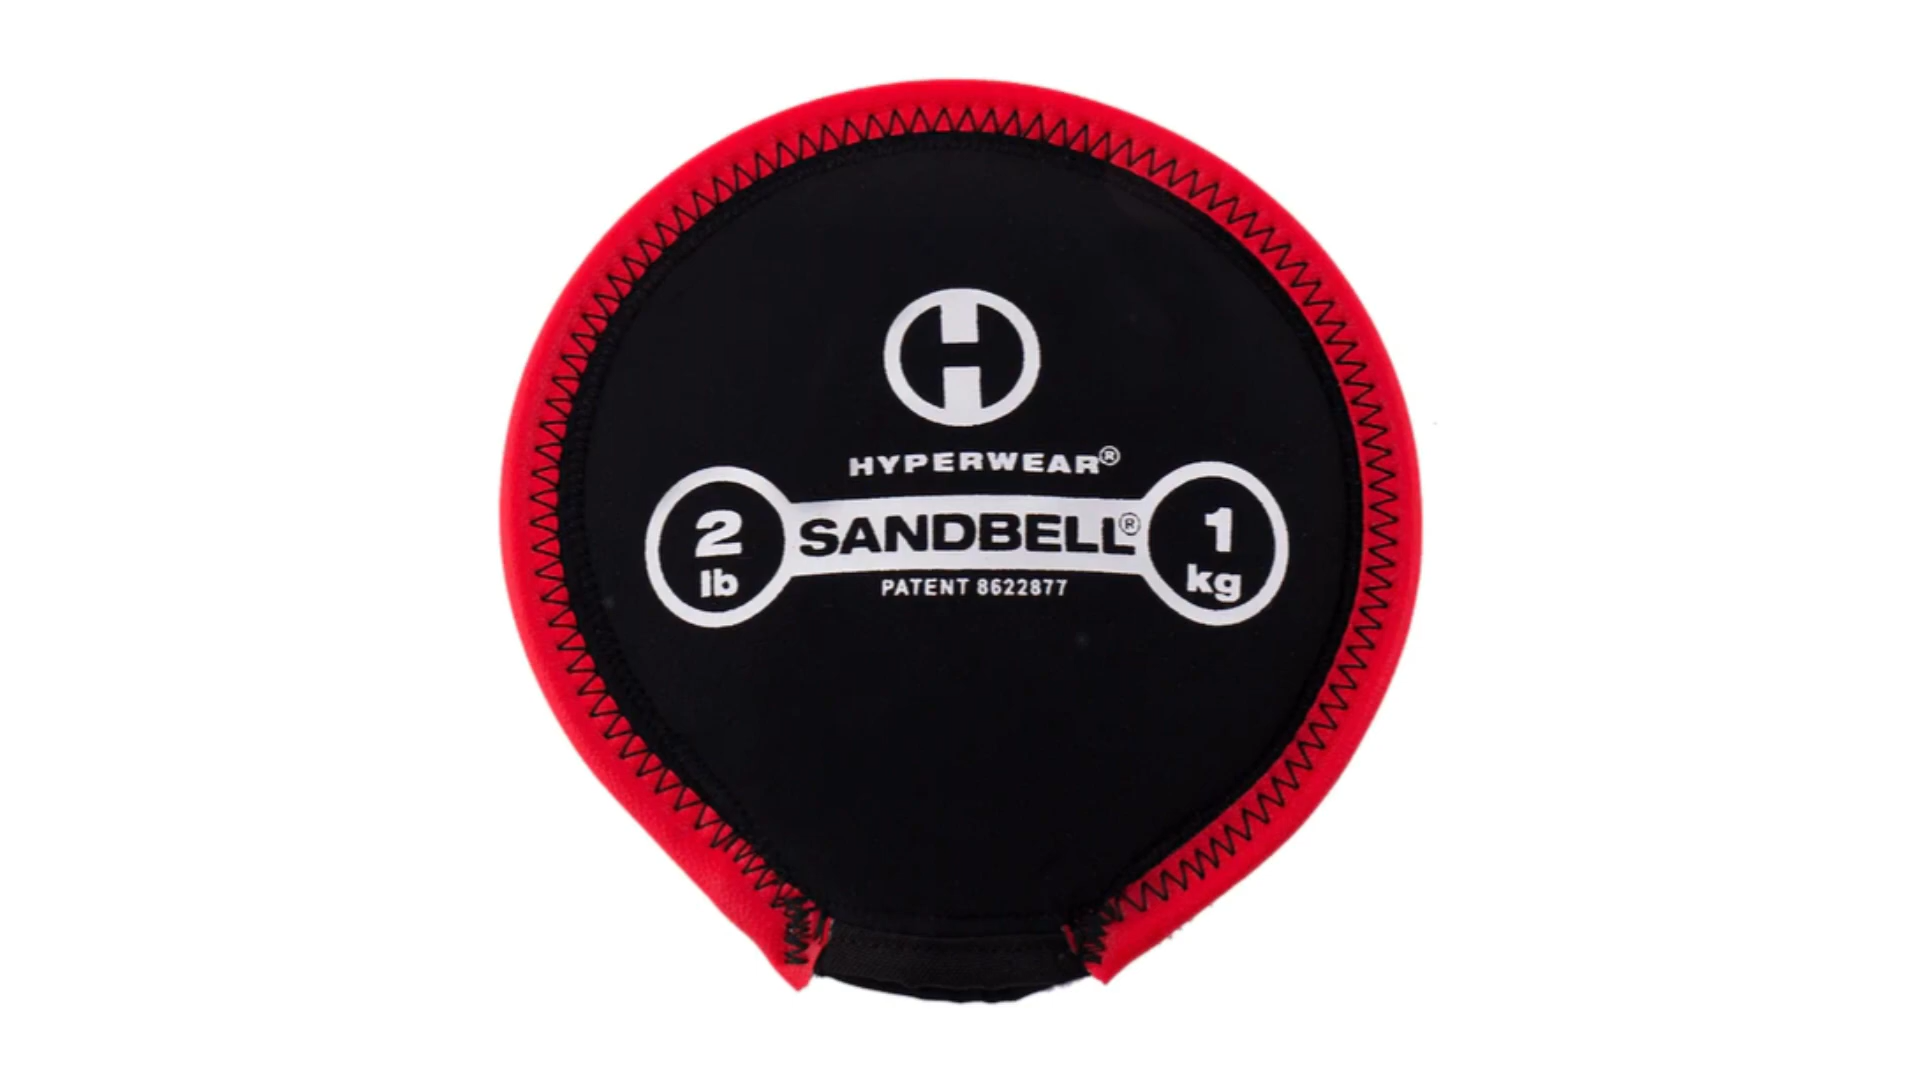 H
HYPERWEAR®
2 lb
SANDBELL®
1 kg
PATENT 8622877